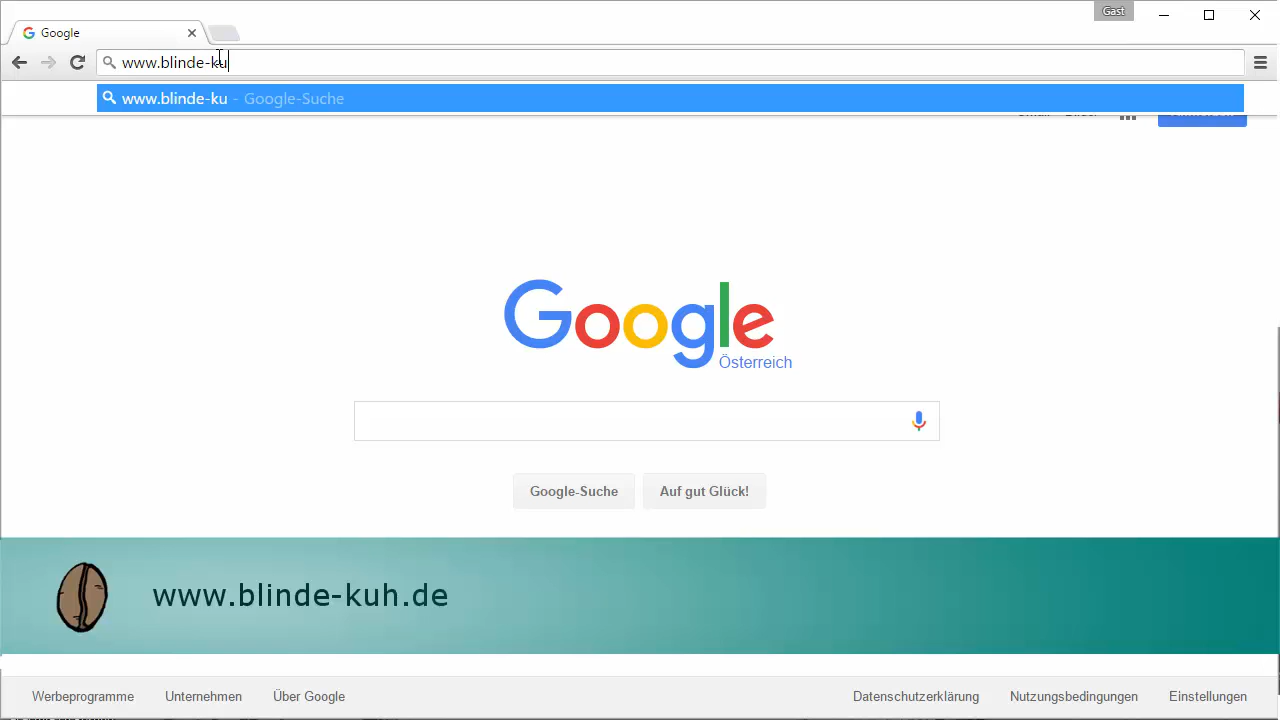 Gast
Google
www.blinde-ku
www.blinde-ku - Google-Suche
Google
Österreich
Google-Suche
Auf gut Glück!
www.blinde-kuh.de
Werbeprogramme
Unternehmen
Über Google
Datenschutzerklärung
Nutzungsbedingungen
Einstellungen